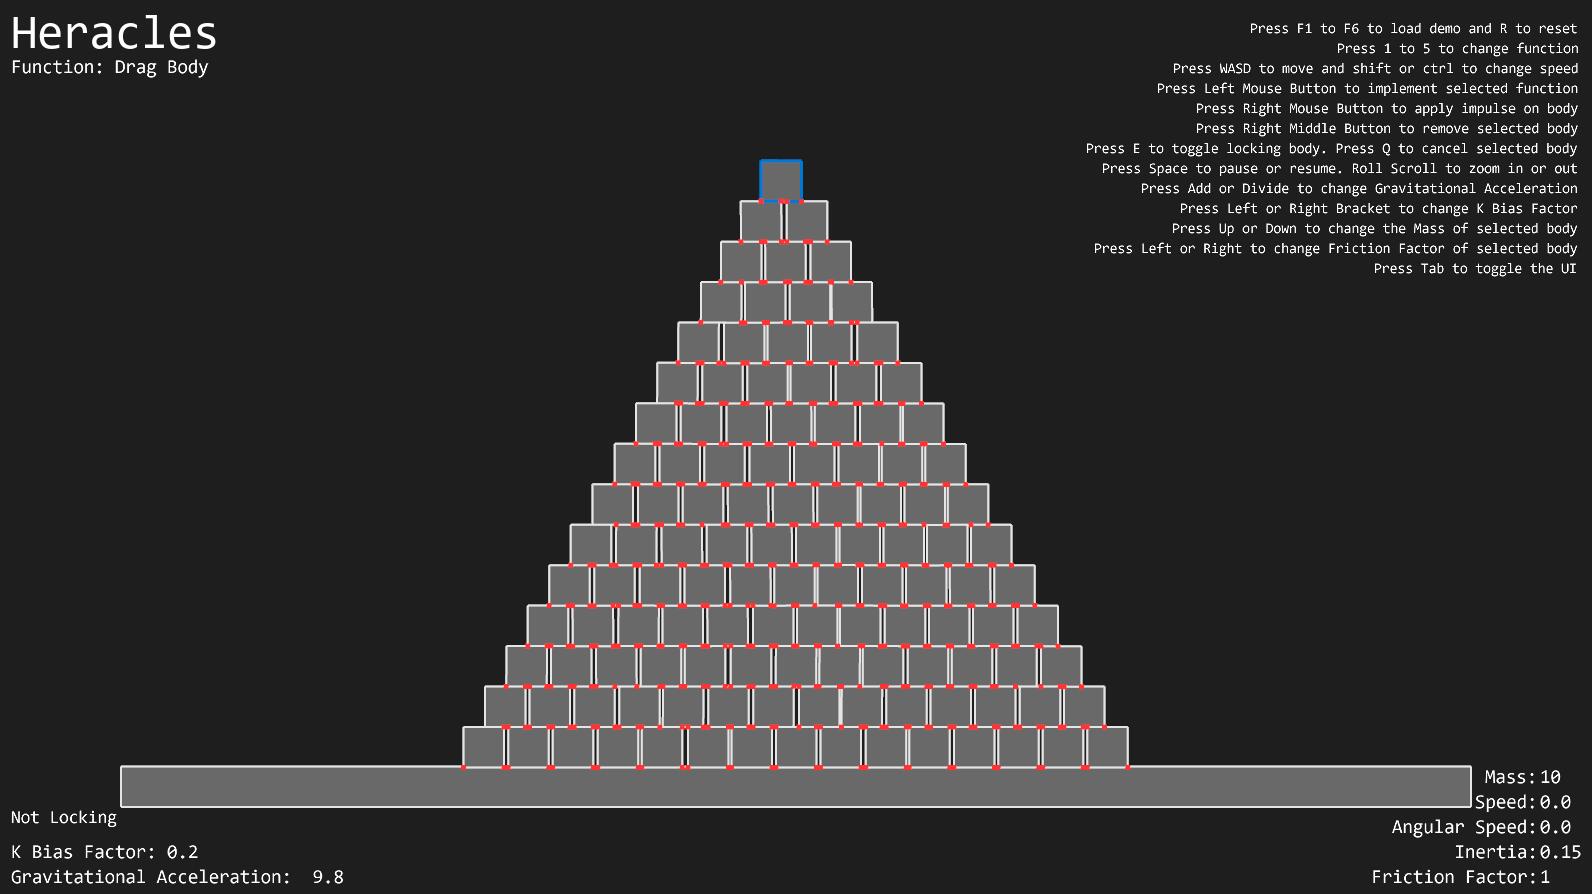 Heracles
Function: Drag Body
Press F1 to F6 to load demo and R to reset
Press 1 to 5 to change function
Press WASD to move and shift or ctrl to change speed
Press Left Mouse Button to implement selected function
Press Right Mouse Button to apply impulse on body
Press Right Middle Button to remove selected body
Press E to toggle locking body. Press Q to cancel selected body
Press Space to pause or resume. Roll Scroll to zoom in or out
Press Add or Divide to change Gravitational Acceleration
Press Left or Right Bracket to change K Bias Factor
Press Up or Down to change the Mass of selected body
Press Left or Right to change Friction Factor of selected body
Press Tab to toggle the UI
Not Locking
K Bias Factor: 0.2
Gravitational Acceleration: 9.8
Mass: 10
Speed: 0.0
Angular Speed: 0.0
Inertia: 0.15
Friction Factor: 1